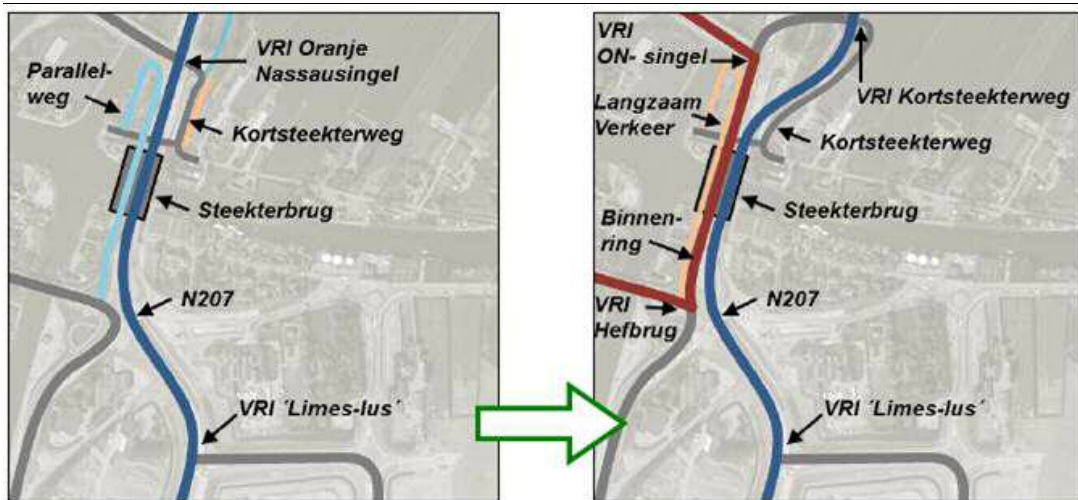 VRI Oranje
Nassausingel
Parallel-
weg
Kortsteekterweg
Steekterbrug
N207
VRI ´Limes-lus´
VRI
ON- singel
VRI Kortsteekterweg
Langzaam
Verkeer
Kortsteekterweg
Steekterbrug
Binnen-
ring
N207
VRI
Hefbrug
VRI ´Limes-lus´